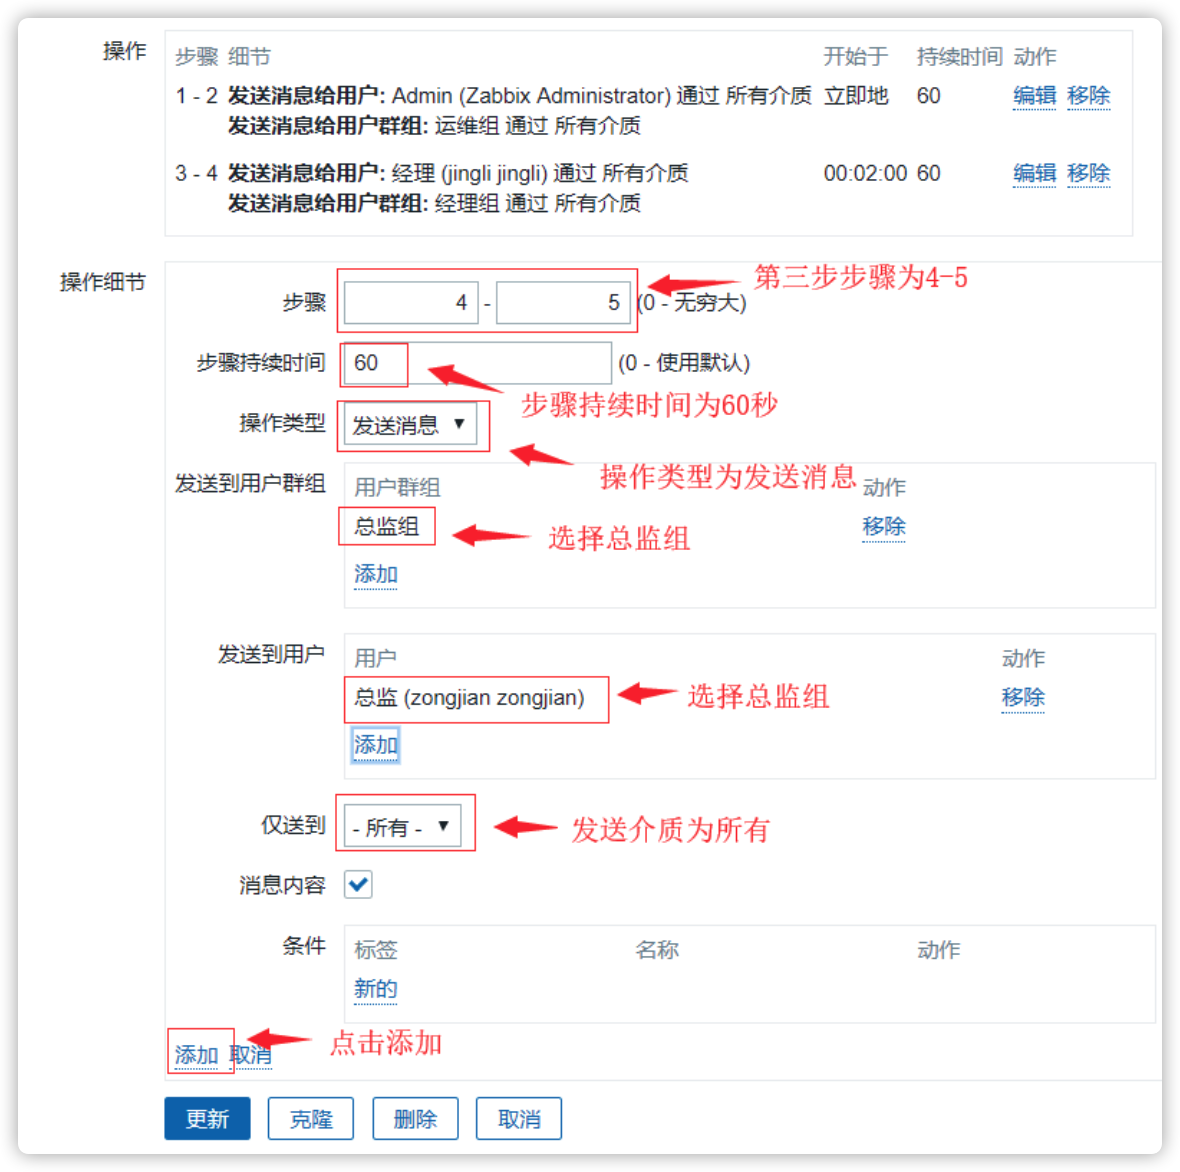 操作
步骤 细节 开始于 持续时间 动作
1 - 2 发送消息给用户: Admin (Zabbix Administrator) 通过 所有介质 立即地 60 编辑 移除
发送消息给用户群组: 运维组 通过 所有介质
3 - 4 发送消息给用户: 经理 (jingli jingli) 通过 所有介质 00:02:00 60 编辑 移除
发送消息给用户群组: 经理组 通过 所有介质
操作细节
第三步步骤为4-5
步骤 4 - 5 (0 - 无穷大)
步骤持续时间 60 (0 - 使用默认)
步骤持续时间为60秒
操作类型 发送消息 ▼
操作类型为发送消息
发送到用户群组 用户群组 动作
总监组 选择总监组 移除
添加
发送到用户 用户 动作
总监 (zongjian zongjian) 选择总监组 移除
添加
仅送到 - 所有 - ▼ 发送介质为所有
消息内容
条件 标签 名称 动作
新的
添加 取消 点击添加
更新 克隆 删除 取消